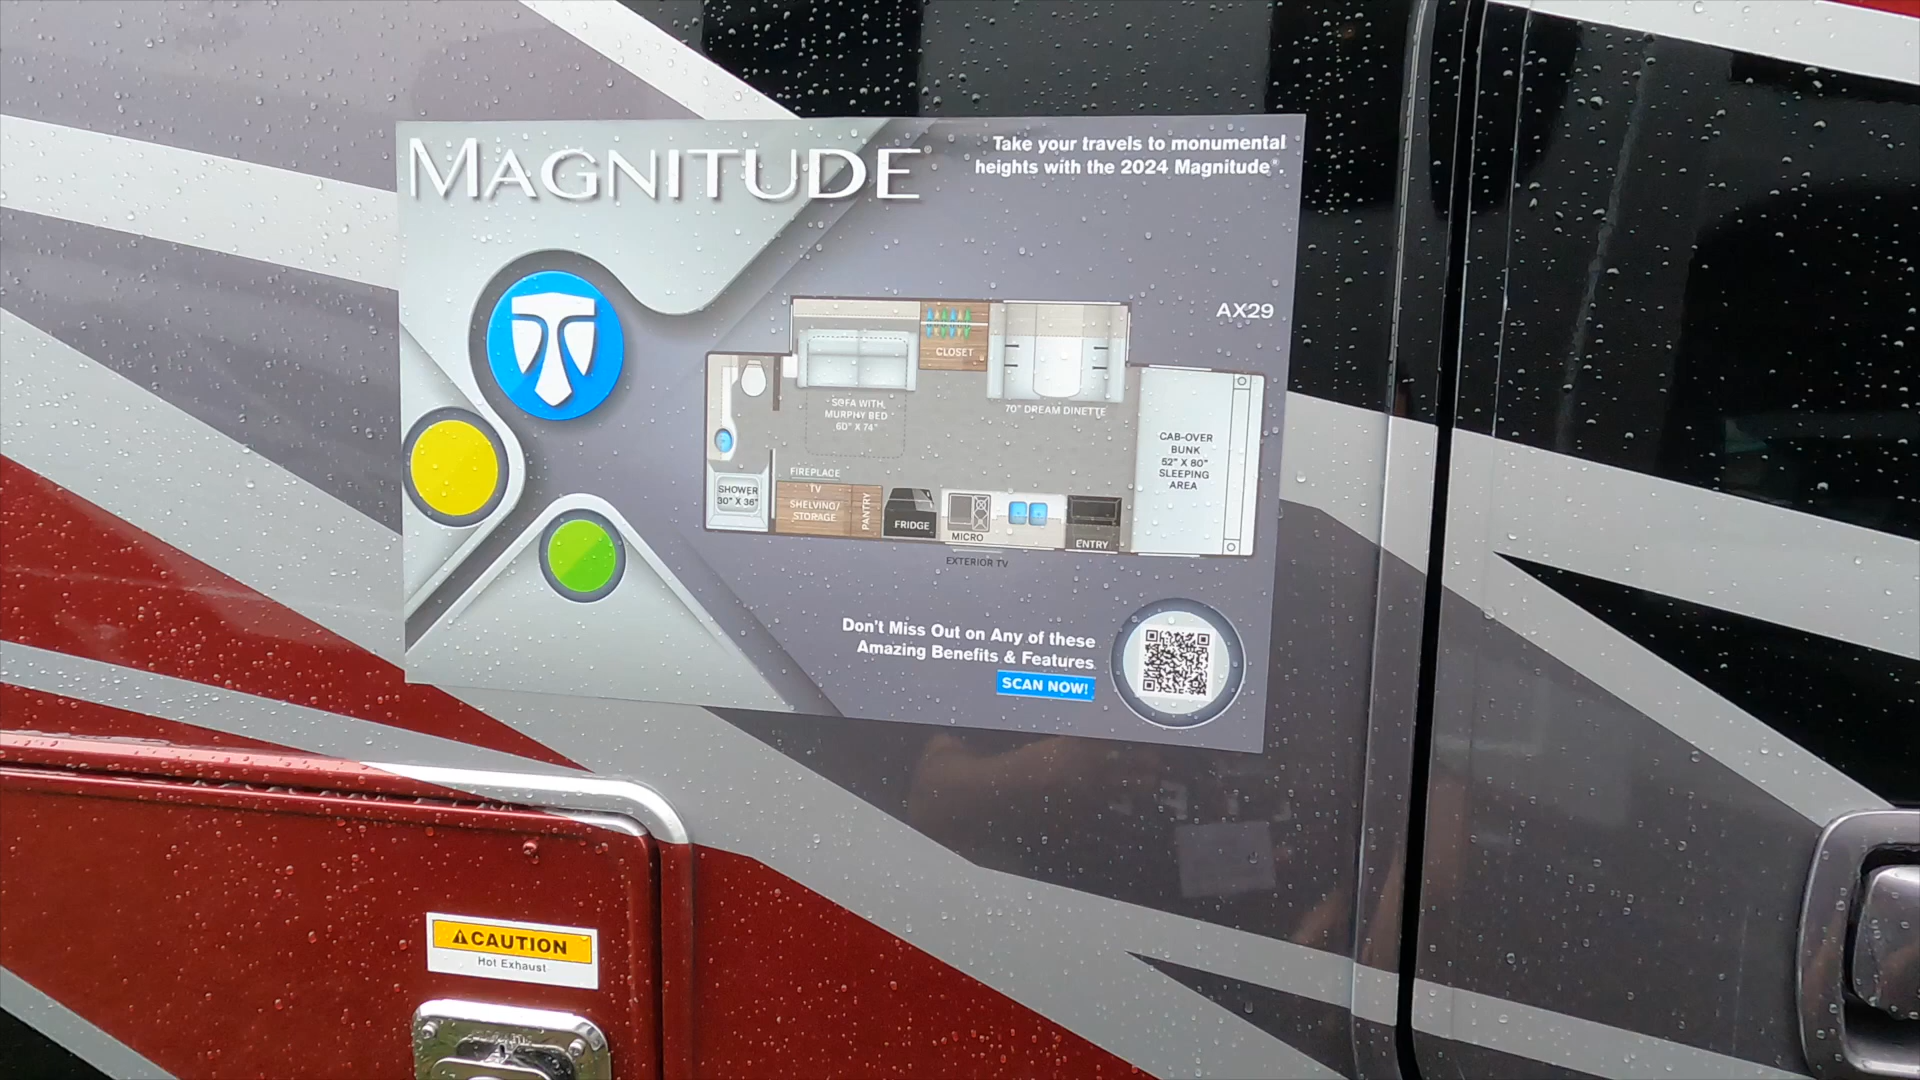 MAGNITUDE
Take your travels to monumental
heights with the 2024 Magnitude®.
AX29
CLOSET
SOFA WITH
MURPHY BED
60" X 74"
70" DREAM DINETTE
CAB-OVER
BUNK
52" X 80"
SLEEPING
AREA
FIREPLACE
TV
SHELVING/
STORAGE
PANTRY
SHOWER
30" X 36"
FRIDGE
MICRO
ENTRY
EXTERIOR TV
Don't Miss Out on Any of these
Amazing Benefits & Features
SCAN NOW!
CAUTION
Hot Exhaust